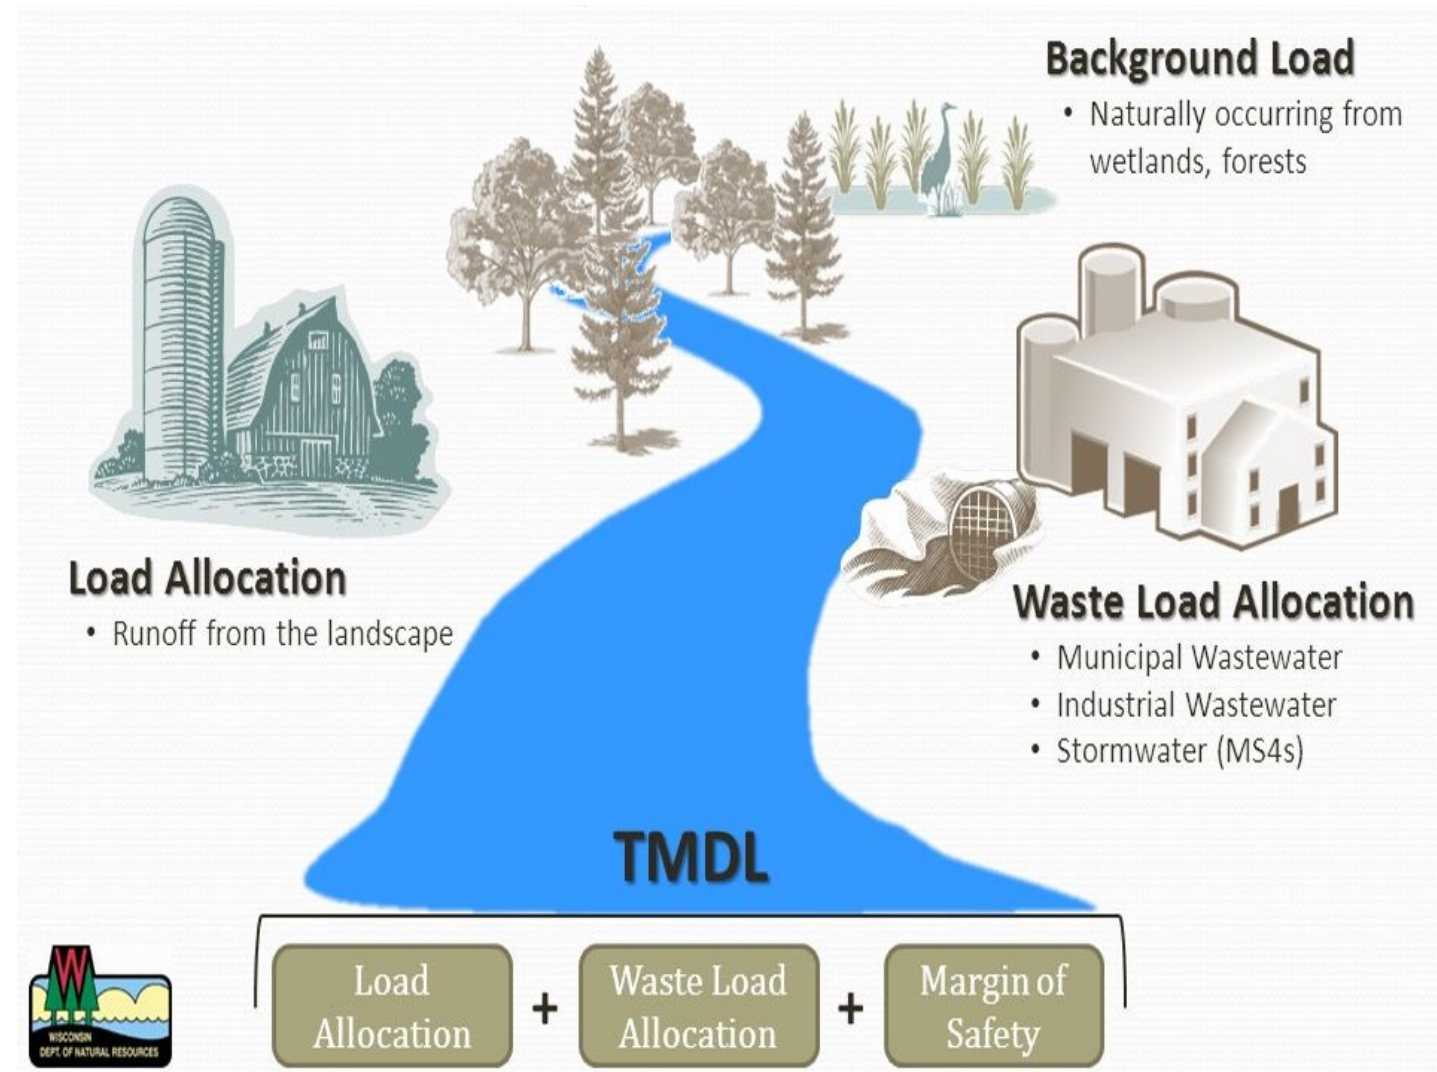 Background Load
• Naturally occurring from
wetlands, forests
Load Allocation
• Runoff from the landscape
Waste Load Allocation
• Municipal Wastewater
• Industrial Wastewater
• Stormwater (MS4s)
TMDL
Load
Allocation
+
Waste Load
Allocation
+
Margin of
Safety
W
WISCONSIN
DEPT. OF NATURAL RESOURCES